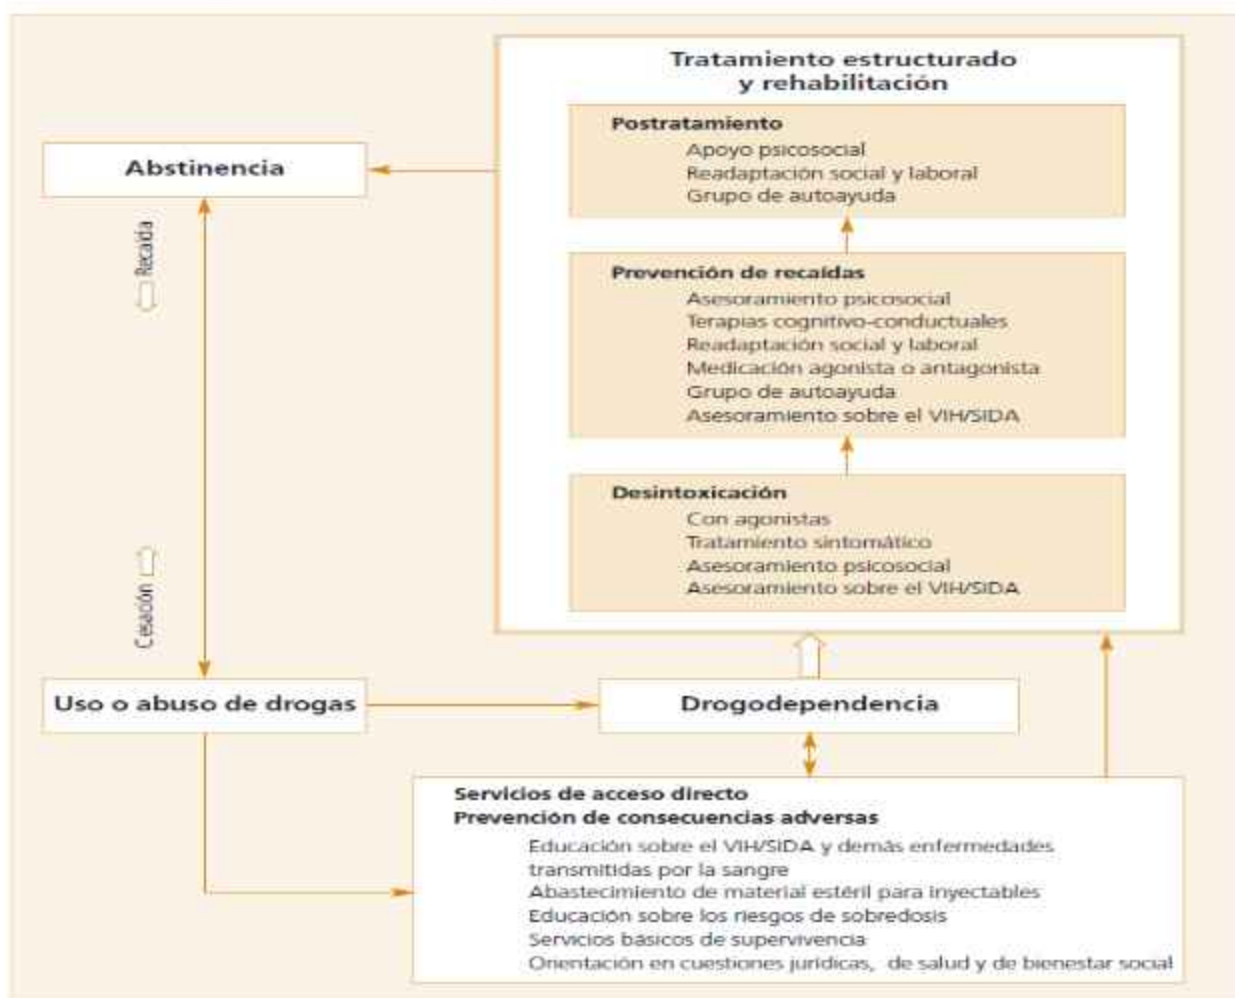 Tratamiento estructurado
y rehabilitación
Postratamiento
Apoyo psicosocial
Readaptación social y laboral
Grupo de autoayuda
Abstinencia
Recaída
Prevención de recaídas
Asesoramiento psicosocial
Terapias cognitivo-conductuales
Readaptación social y laboral
Medicación agonista o antagonista
Grupo de autoayuda
Asesoramiento sobre el VIH/SIDA
Desintoxicación
Con agonistas
Tratamiento sintomático
Asesoramiento psicosocial
Asesoramiento sobre el VIH/SIDA
Cesación
Uso o abuso de drogas
Drogodependencia
Servicios de acceso directo
Prevención de consecuencias adversas
Educación sobre el VIH/SIDA y demás enfermedades
transmitidas por la sangre
Abastecimiento de material estéril para inyectables
Educación sobre los riesgos de sobredosis
Servicios básicos de supervivencia
Orientación en cuestiones jurídicas, de salud y de bienestar social